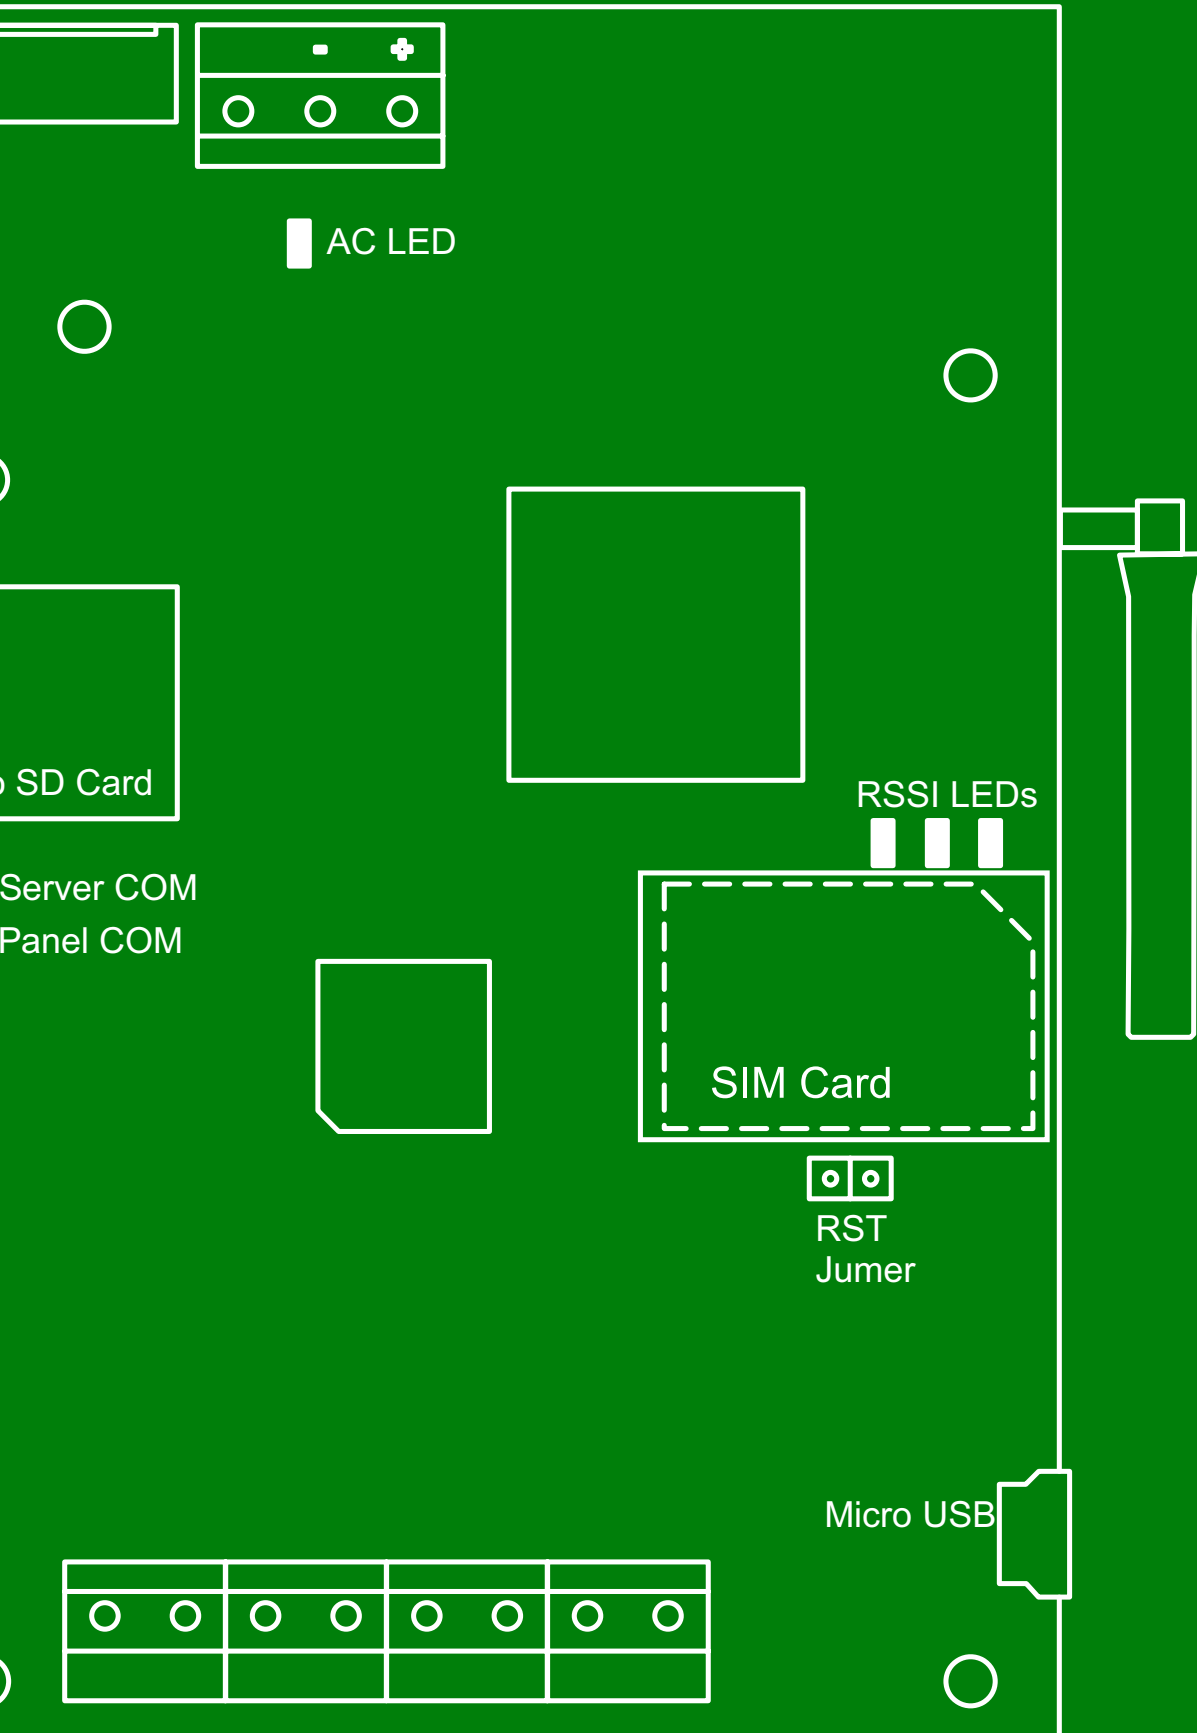 - +
AC LED
SD Card
RSSI LEDs
Server COM
Panel COM
SIM Card
RST
Jumer
Micro USB